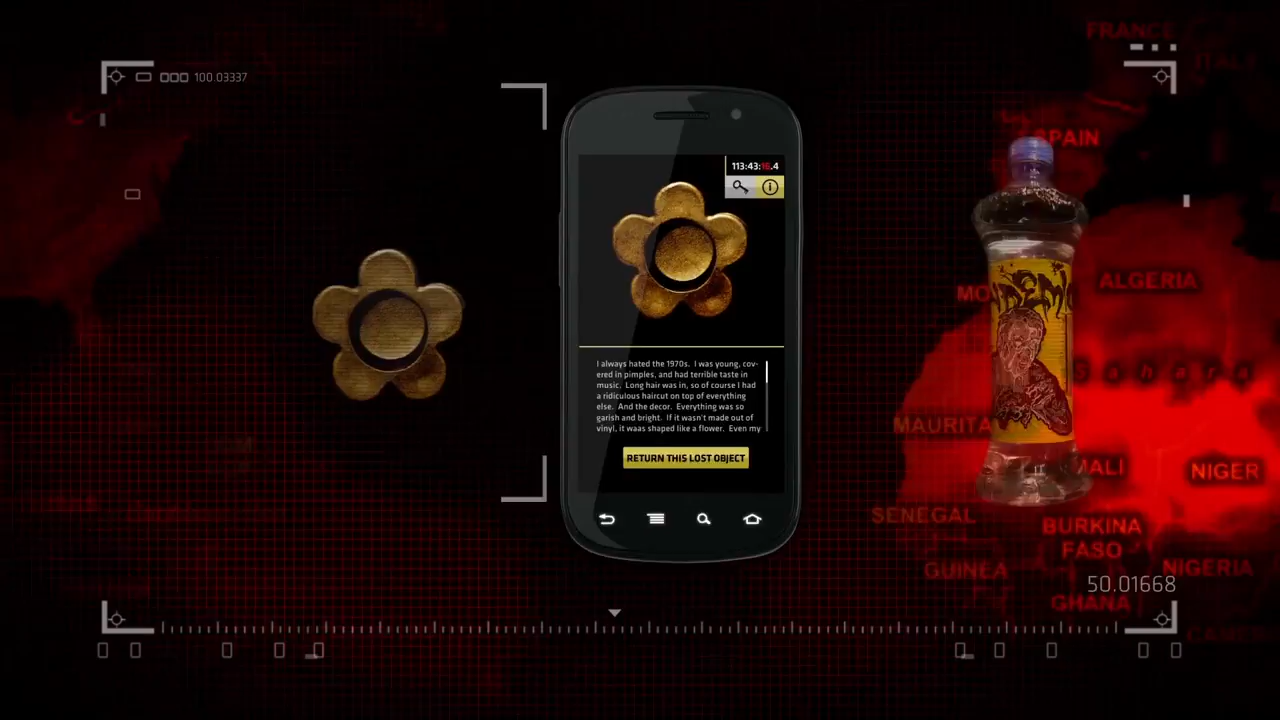 FRANCE
ITALY
100.03337
SPAIN
113:43:16.4
ALGERIA
I always hated the 1970s. I was young, cov-
ered in pimples, and had terrible taste in
music. Long hair was in, so of course I had
a ridiculous haircut on top of everything
else. And the decor. Everything was so
garish and bright. If it wasn't made out of
vinyl, it waas shaped like a flower. Even my
Sahara
MAURITA
RETURN THIS LOST OBJECT
MALI
NIGER
SENEGAL
BURKINA
FASO
GUINEA
NIGERIA
50.01668
GHANA